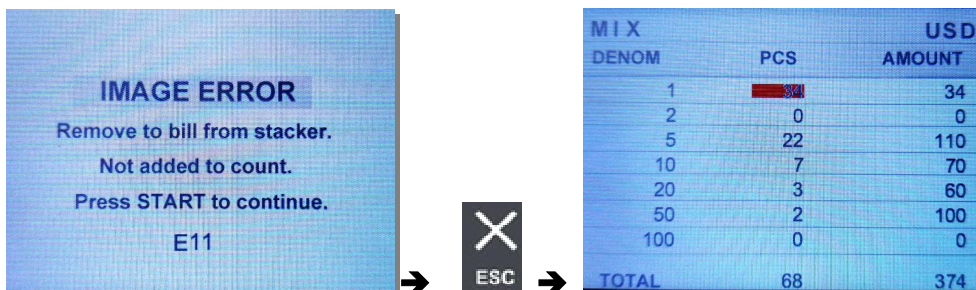 IMAGE ERROR
Remove to bill from stacker.
Not added to count.
Press START to continue.
E11
ESC
MIX USD
DENOM PCS AMOUNT
1 34 34
2 0 0
5 22 110
10 7 70
20 3 60
50 2 100
100 0 0
TOTAL 68 374